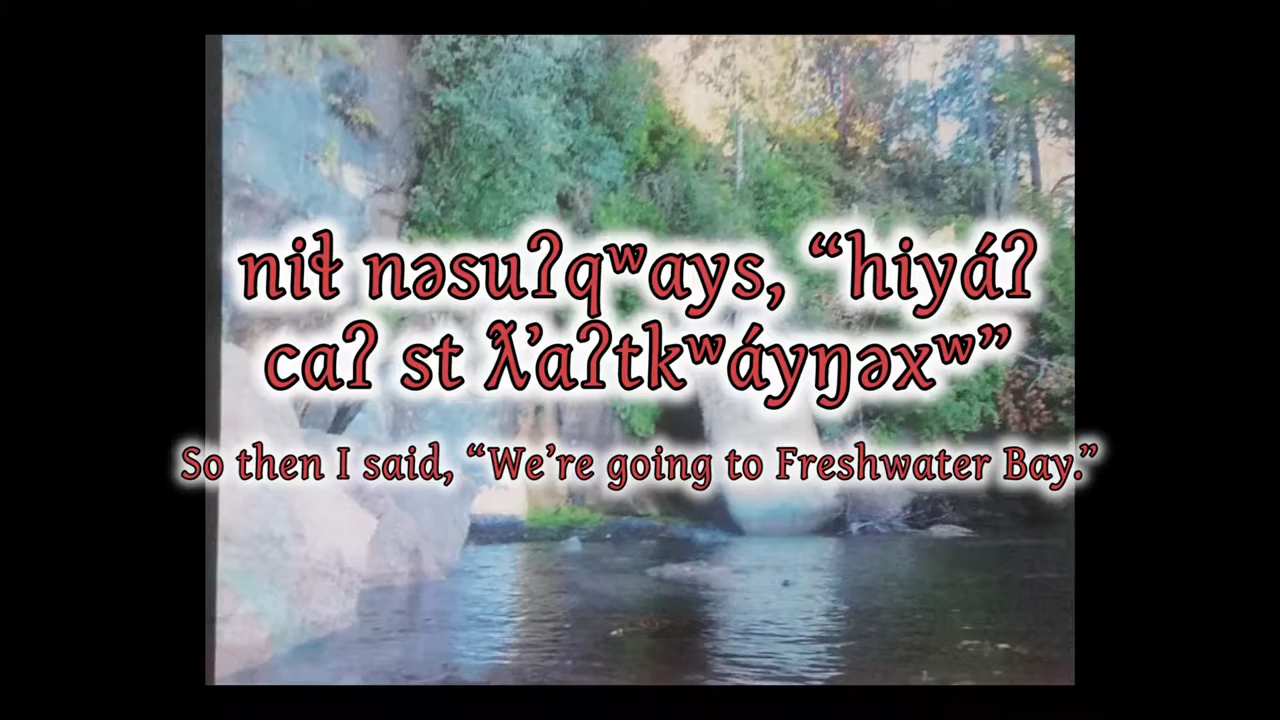 niɬ nəsuʔqʷays, “hiyáʔ
caʔ st ƛ̓aʔtkʷáyŋəxʷ”
So then I said, “We’re going to Freshwater Bay.”